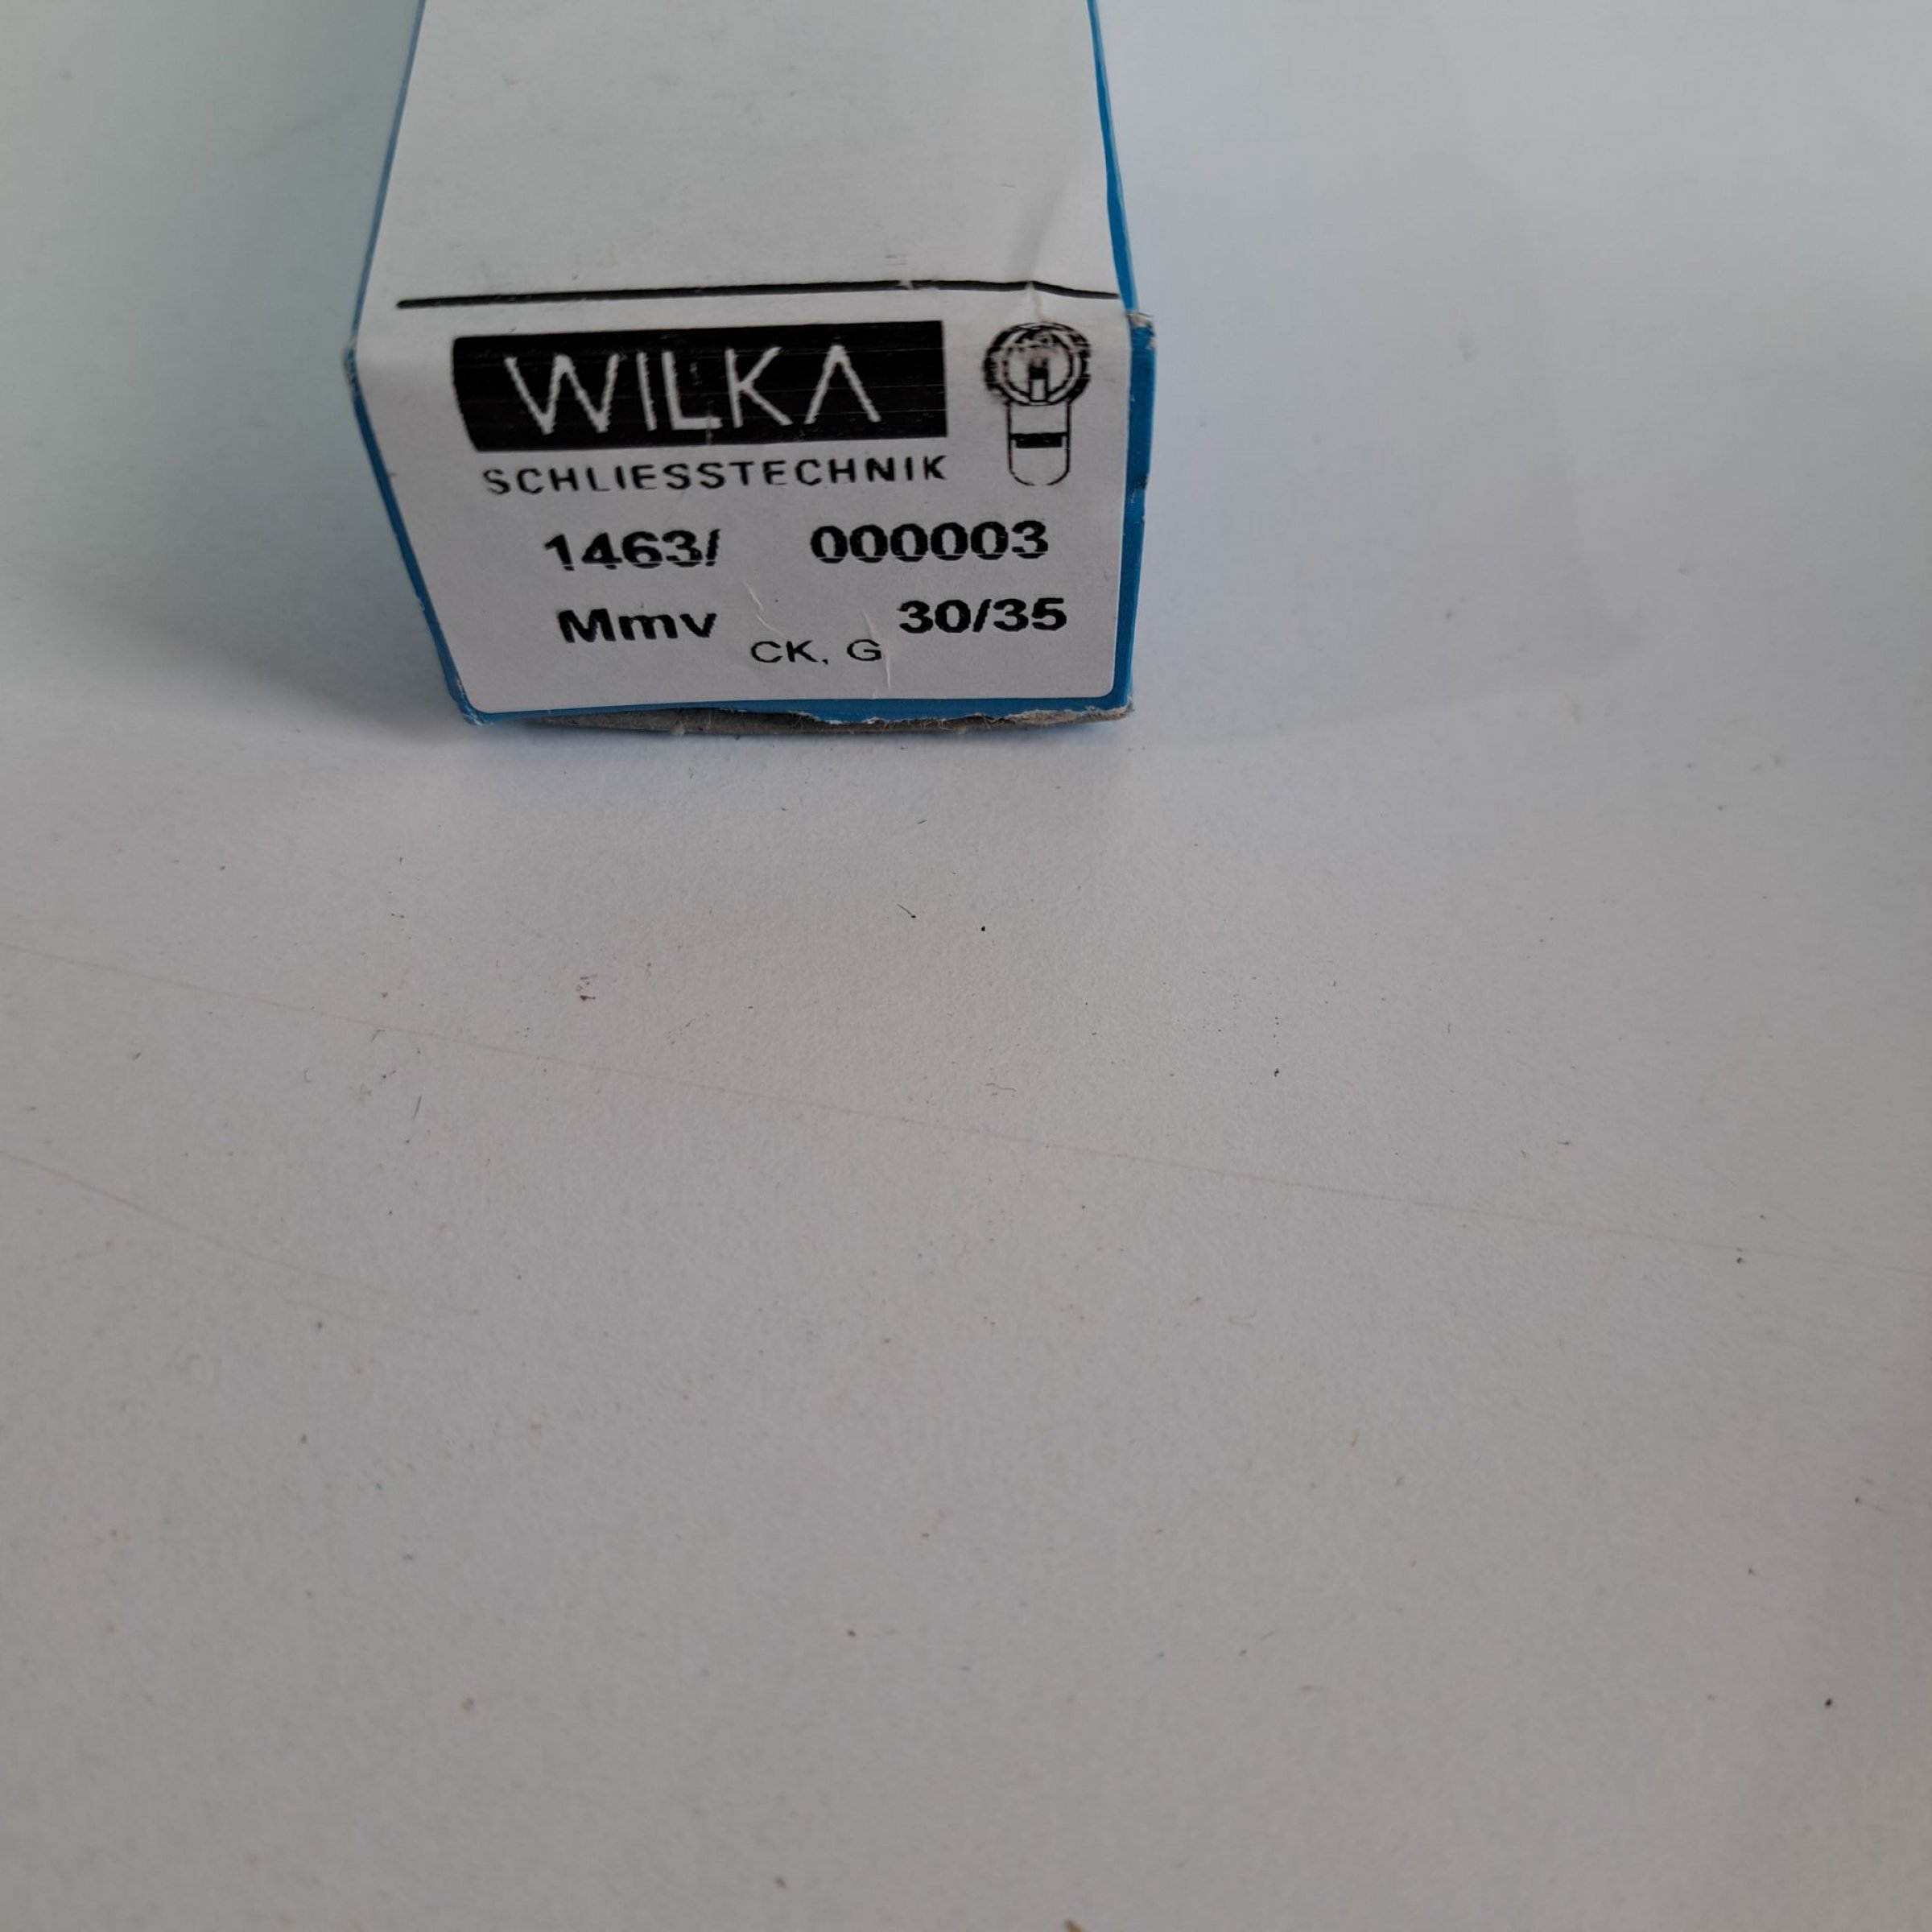 WILKA
SCHLIESSTECHNIK
1463/ 000003
Mmv 30/35
CK, G